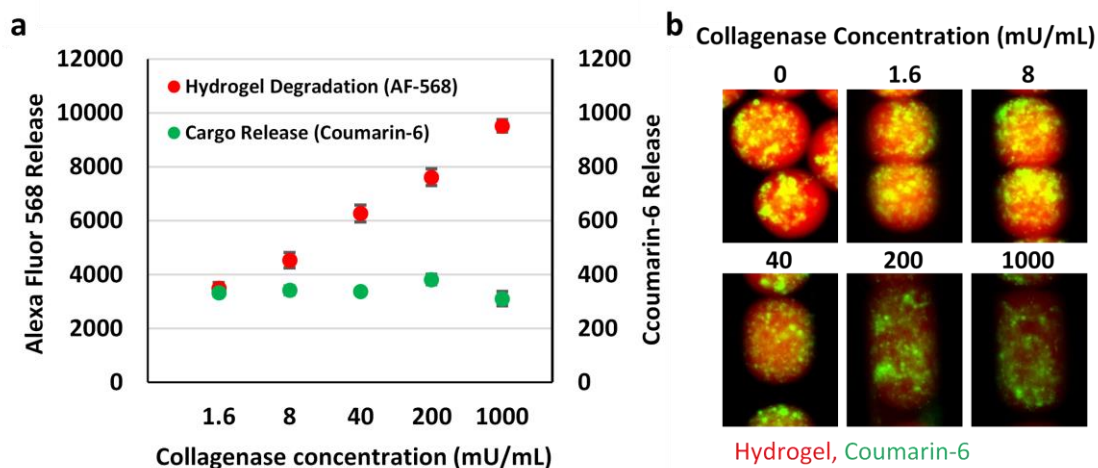 a
12000
10000
8000
6000
4000
2000
0
Alexa Fluor 568 Release
Hydrogel Degradation (AF-568)
Cargo Release (Coumarin-6)
1200
1000
800
600
400
200
0
Ccoumarin-6 Release
1.6 8 40 200 1000
Collagenase concentration (mU/mL)
b
Collagenase Concentration (mU/mL)
0 1.6 8
40 200 1000
Hydrogel, Coumarin-6